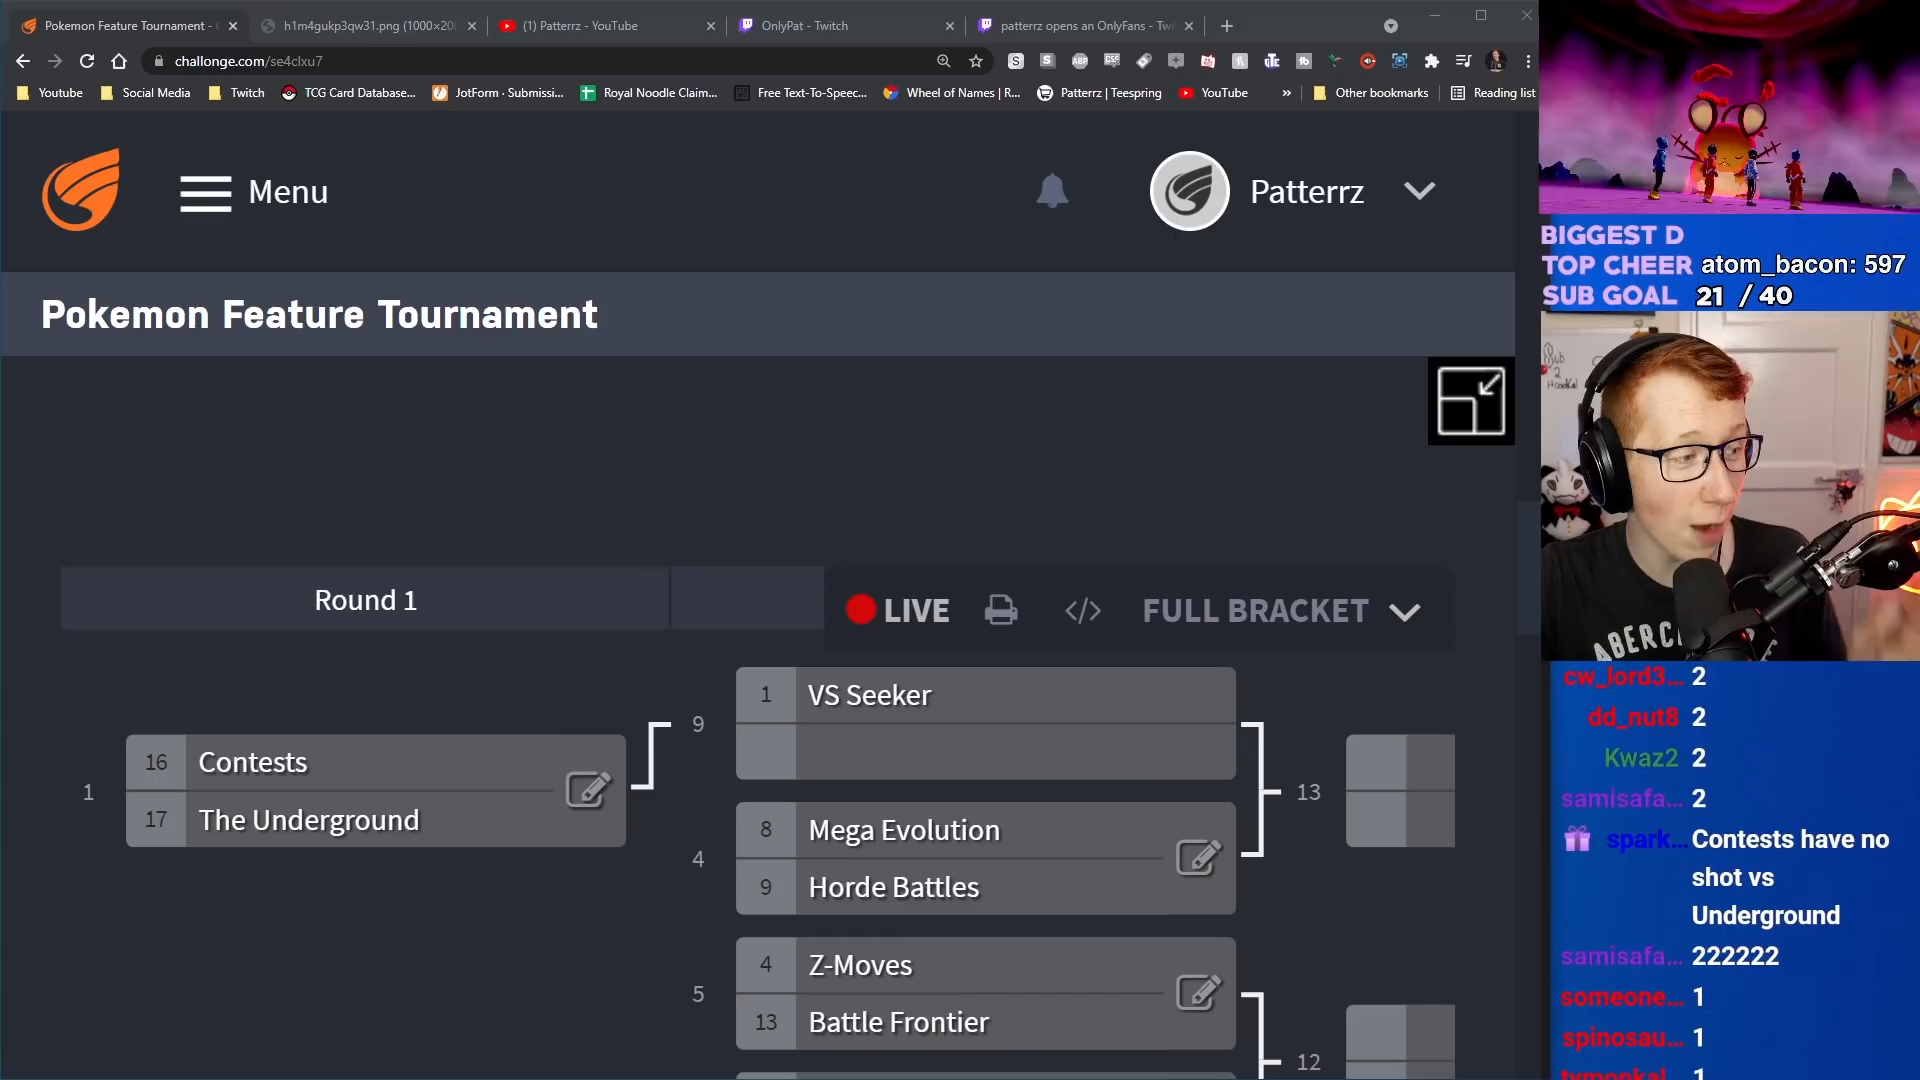 Pokemon Feature Tournament -
h1m4gukp3qw31.png (1000×20
(1) Patterrz - YouTube
OnlyPat - Twitch
patterrz opens an OnlyFans - Tw
challonge.com/se4clxu7
Youtube
Social Media
Twitch
TCG Card Database...
JotForm · Submissi...
Royal Noodle Claim...
Free Text-To-Speec...
Wheel of Names | R...
Patterrz | Teespring
YouTube
»
Other bookmarks
Reading list
Menu
Patterrz
Pokemon Feature Tournament
Round 1
LIVE
</>
FULL BRACKET
1
16 Contests
17 The Underground
9
1 VS Seeker
4
8 Mega Evolution
9 Horde Battles
5
4 Z-Moves
13 Battle Frontier
13
12
BIGGEST D
TOP CHEER atom_bacon: 597
SUB GOAL 21 / 40
ABERC
cw_lord3... 2
dd_nut8 2
Kwaz2 2
samisafa... 2
spark... Contests have no
shot vs
Underground
samisafa... 222222
someone... 1
spinosau... 1